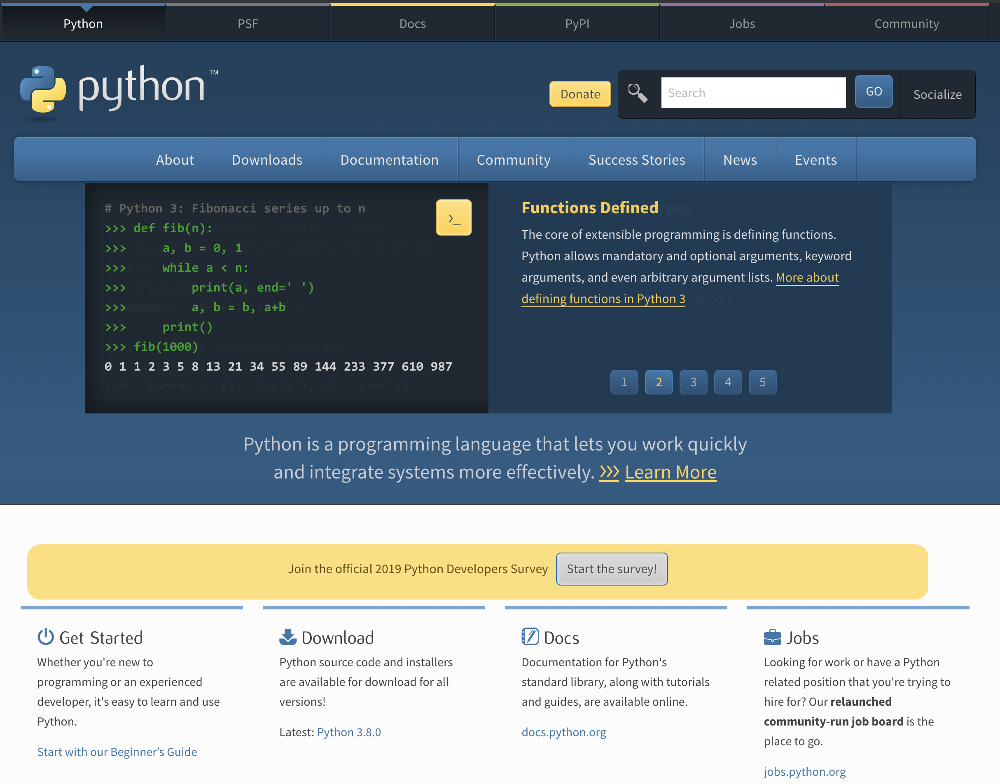 Python PSF Docs PyPI Jobs Community
python™
Donate Search GO Socialize
About Downloads Documentation Community Success Stories News Events
# Python 3: Fibonacci series up to n
>>> def fib(n):
>>>     a, b = 0, 1
>>>     while a < n:
>>>         print(a, end=' ')
>>>         a, b = b, a+b
>>>     print()
>>> fib(1000)
0 1 1 2 3 5 8 13 21 34 55 89 144 233 377 610 987
[(0, 'Banana'), (1, 'Apple'), (2, 'Lime')]
>_
Functions Defined
The core of extensible programming is defining functions.
Python allows mandatory and optional arguments, keyword
arguments, and even arbitrary argument lists. More about
defining functions in Python 3
1 2 3 4 5
Python is a programming language that lets you work quickly
and integrate systems more effectively. >>> Learn More
Join the official 2019 Python Developers Survey Start the survey!
Get Started
Whether you're new to
programming or an experienced
developer, it's easy to learn and use
Python.
Start with our Beginner’s Guide
Download
Python source code and installers
are available for download for all
versions!
Latest: Python 3.8.0
Docs
Documentation for Python's
standard library, along with tutorials
and guides, are available online.
docs.python.org
Jobs
Looking for work or have a Python
related position that you're trying to
hire for? Our relaunched
community-run job board is the
place to go.
jobs.python.org